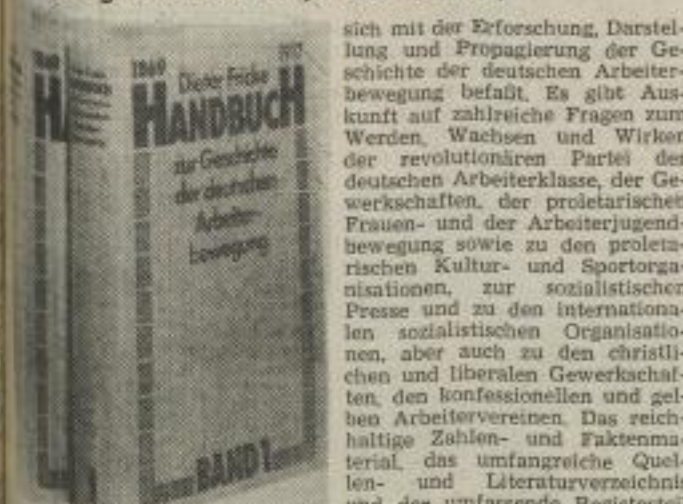 1869
1917
Dieter Fricke
HANDBUCH
zur Geschichte
der deutschen
Arbeiter-
bewegung
BAND 1
sich mit der Erforschung, Darstel-
lung und Propagierung der Ge-
schichte der deutschen Arbeiter-
bewegung befaßt. Es gibt Aus-
kunft auf zahlreiche Fragen zum
Werden, Wachsen und Wirken
der revolutionären Partei der
deutschen Arbeiterklasse, der Ge-
werkschaften, der proletarischen
Frauen- und der Arbeiterjugend-
bewegung sowie zu den proleta-
rischen Kultur- und Sportorga-
nisationen, zur sozialistischen
Presse und zu den internationa-
len sozialistischen Organisatio-
nen, aber auch zu den christli-
chen und liberalen Gewerkschaf-
ten, den konfessionellen und gel-
ben Arbeitervereinen. Das reich-
haltige Zahlen- und Faktenma-
terial, das umfangreiche Quel-
len- und Literaturverzeichnis
und der umfassende Registerteil